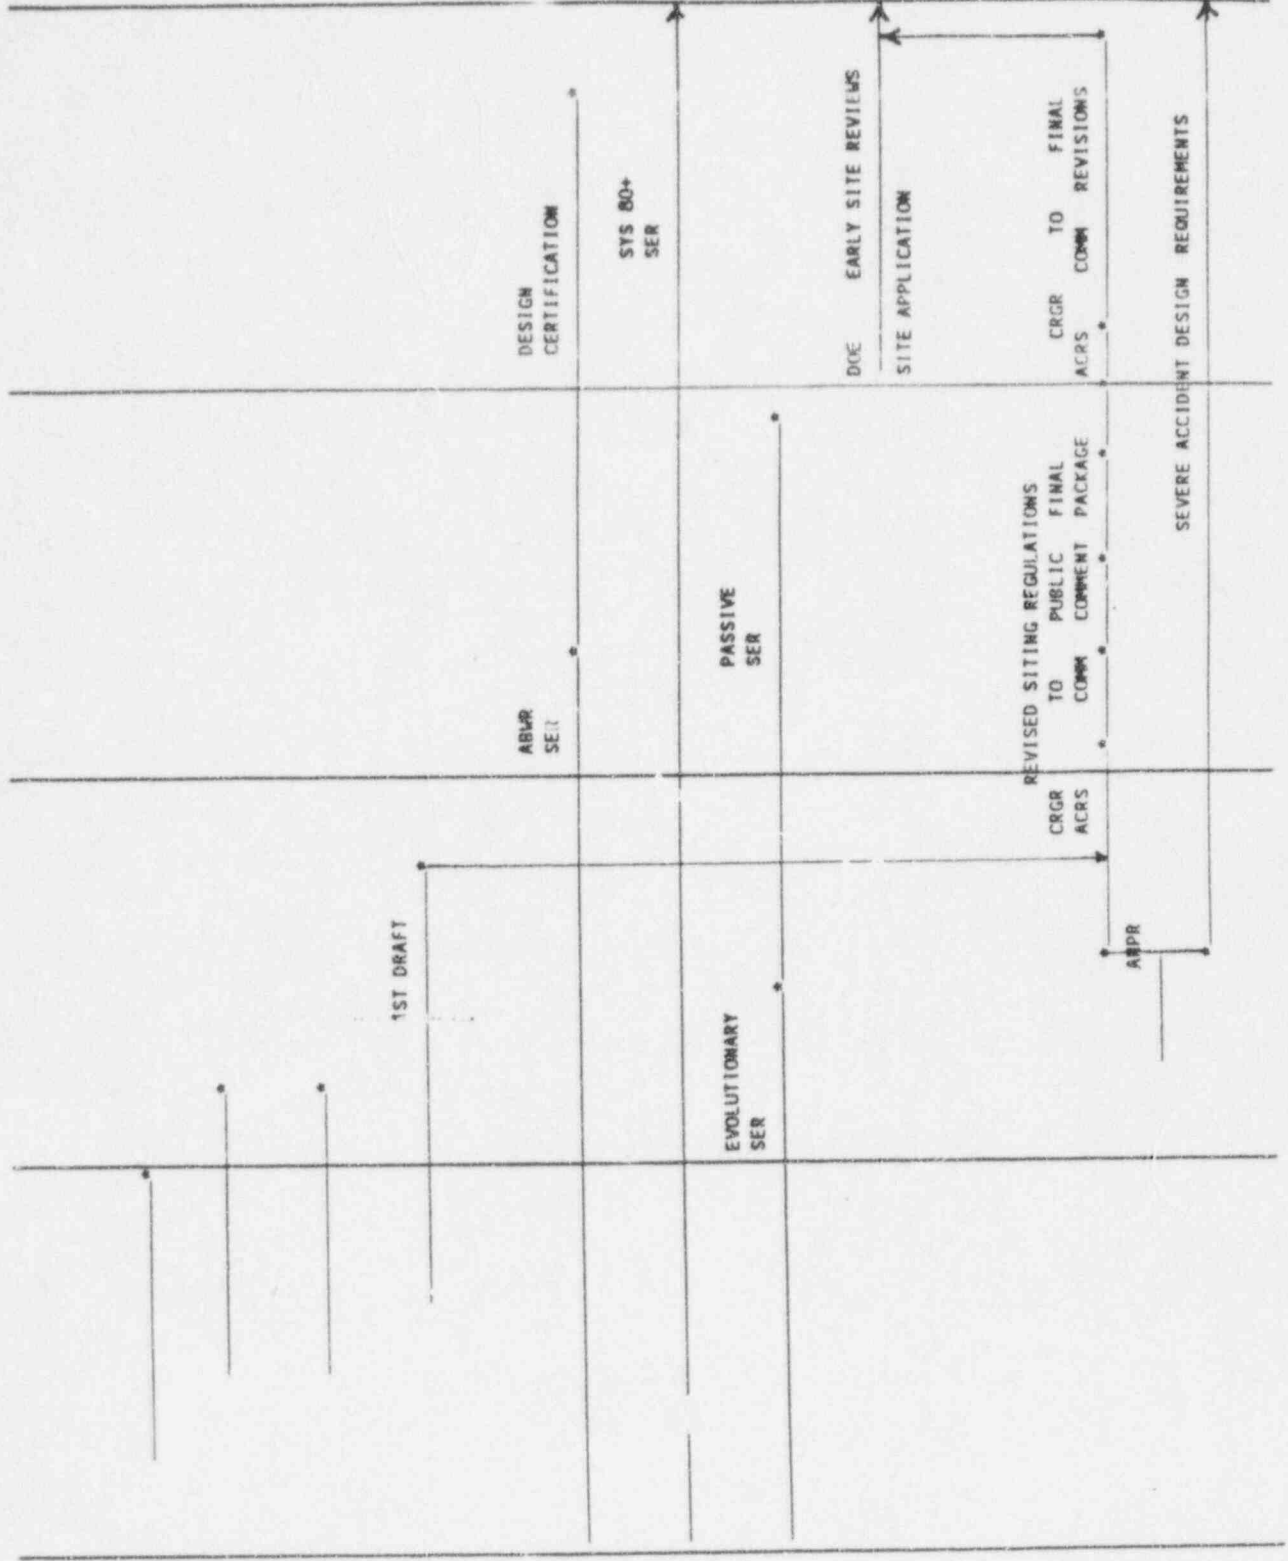 1ST DRAFT
ABWR
SER
DESIGN
CERTIFICATION
SYS 80+
SER
EVOLUTIONARY
SER
PASSIVE
SER
DOE EARLY SITE REVIEWS
SITE APPLICATION
REVISED SITING REGULATIONS
CRGR TO PUBLIC FINAL CRGR TO FINAL
ACRS COMM COMMENT PACKAGE ACRS COMM REVISIONS
ANPR
SEVERE ACCIDENT DESIGN REQUIREMENTS